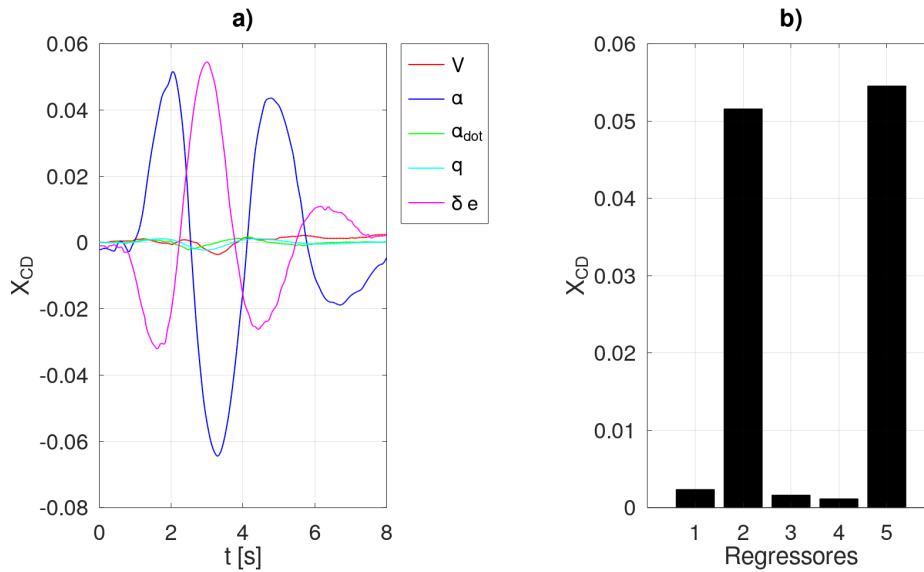 a)
0.06
0.04
0.02
0
-0.02
-0.04
-0.06
-0.08
X_CD
0 2 4 6 8
t [s]
V
α
α_dot
q
δ e
b)
0.06
0.05
0.04
0.03
0.02
0.01
0
X_CD
1 2 3 4 5
Regressores